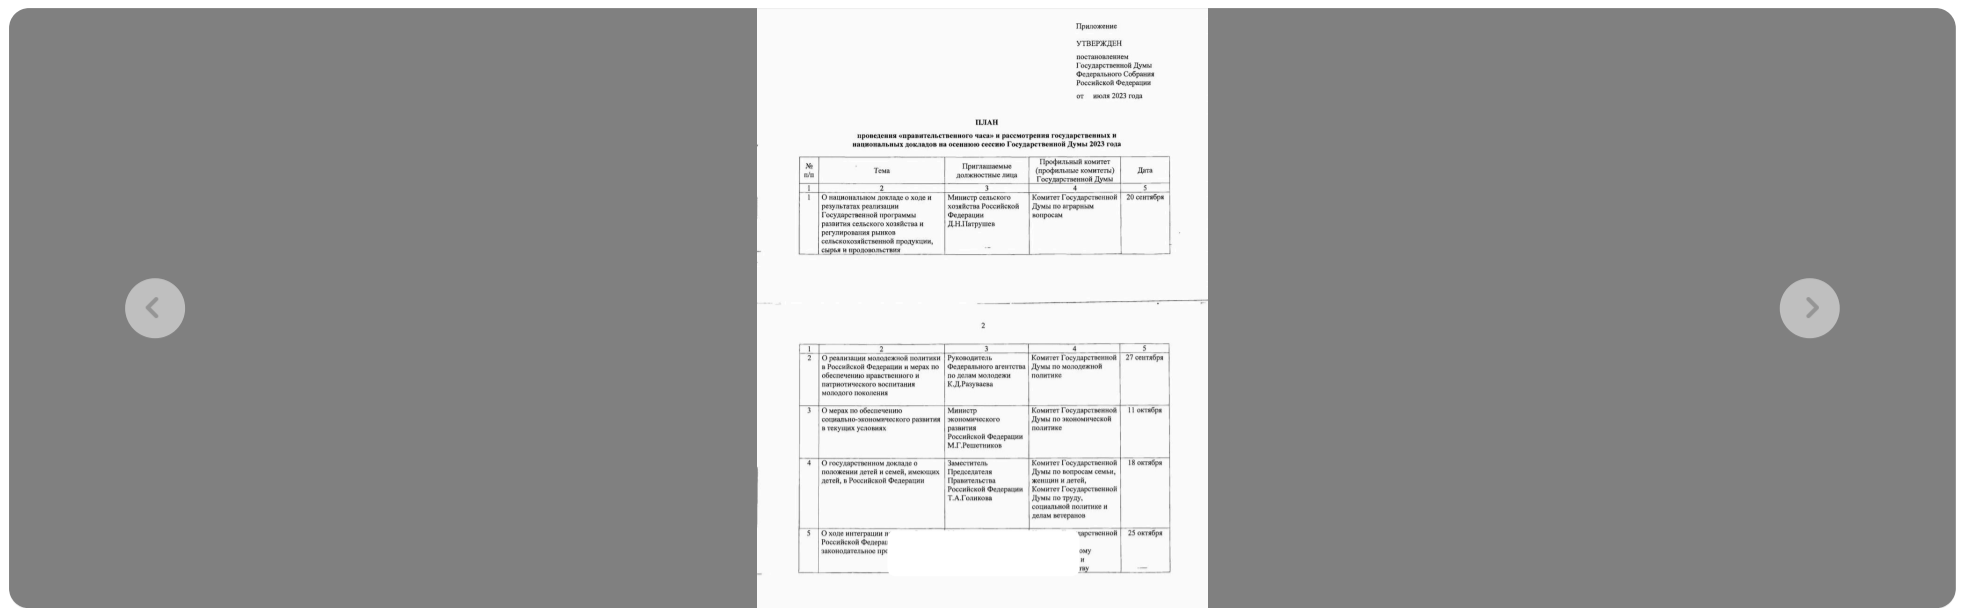 Приложение
УТВЕРЖДЕН
постановлением
Государственной Думы
Федерального Собрания
Российской Федерации
от июля 2023 года
ПЛАН
проведения «правительственного часа» и рассмотрения государственных и
национальных докладов на осеннюю сессию Государственной Думы 2023 года
№
п/п
Тема
Приглашаемые
должностные лица
Профильный комитет
(профильные комитеты)
Государственной Думы
Дата
1 2 3 4 5
1
О национальном докладе о ходе и
результатах реализации
Государственной программы
развития сельского хозяйства и
регулирования рынков
сельскохозяйственной продукции,
сырья и продовольствия
Министр сельского
хозяйства Российской
Федерации
Д.Н.Патрушев
Комитет Государственной
Думы по аграрным
вопросам
20 сентября
2
1 2 3 4 5
2
О реализации молодежной политики
в Российской Федерации и мерах по
обеспечению нравственного и
патриотического воспитания
молодого поколения
Руководитель
Федерального агентства
по делам молодежи
К.Д.Разуваева
Комитет Государственной
Думы по молодежной
политике
27 сентября
3
О мерах по обеспечению
социально-экономического развития
в текущих условиях
Министр
экономического
развития
Российской Федерации
М.Г.Решетников
Комитет Государственной
Думы по экономической
политике
11 октября
4
О государственном докладе о
положении детей и семей, имеющих
детей, в Российской Федерации
Заместитель
Председателя
Правительства
Российской Федерации
Т.А.Голикова
Комитет Государственной
Думы по вопросам семьи,
женщин и детей,
Комитет Государственной
Думы по труду,
социальной политике и
делам ветеранов
18 октября
5
О ходе интеграции
Российской
законодательное
25 октября